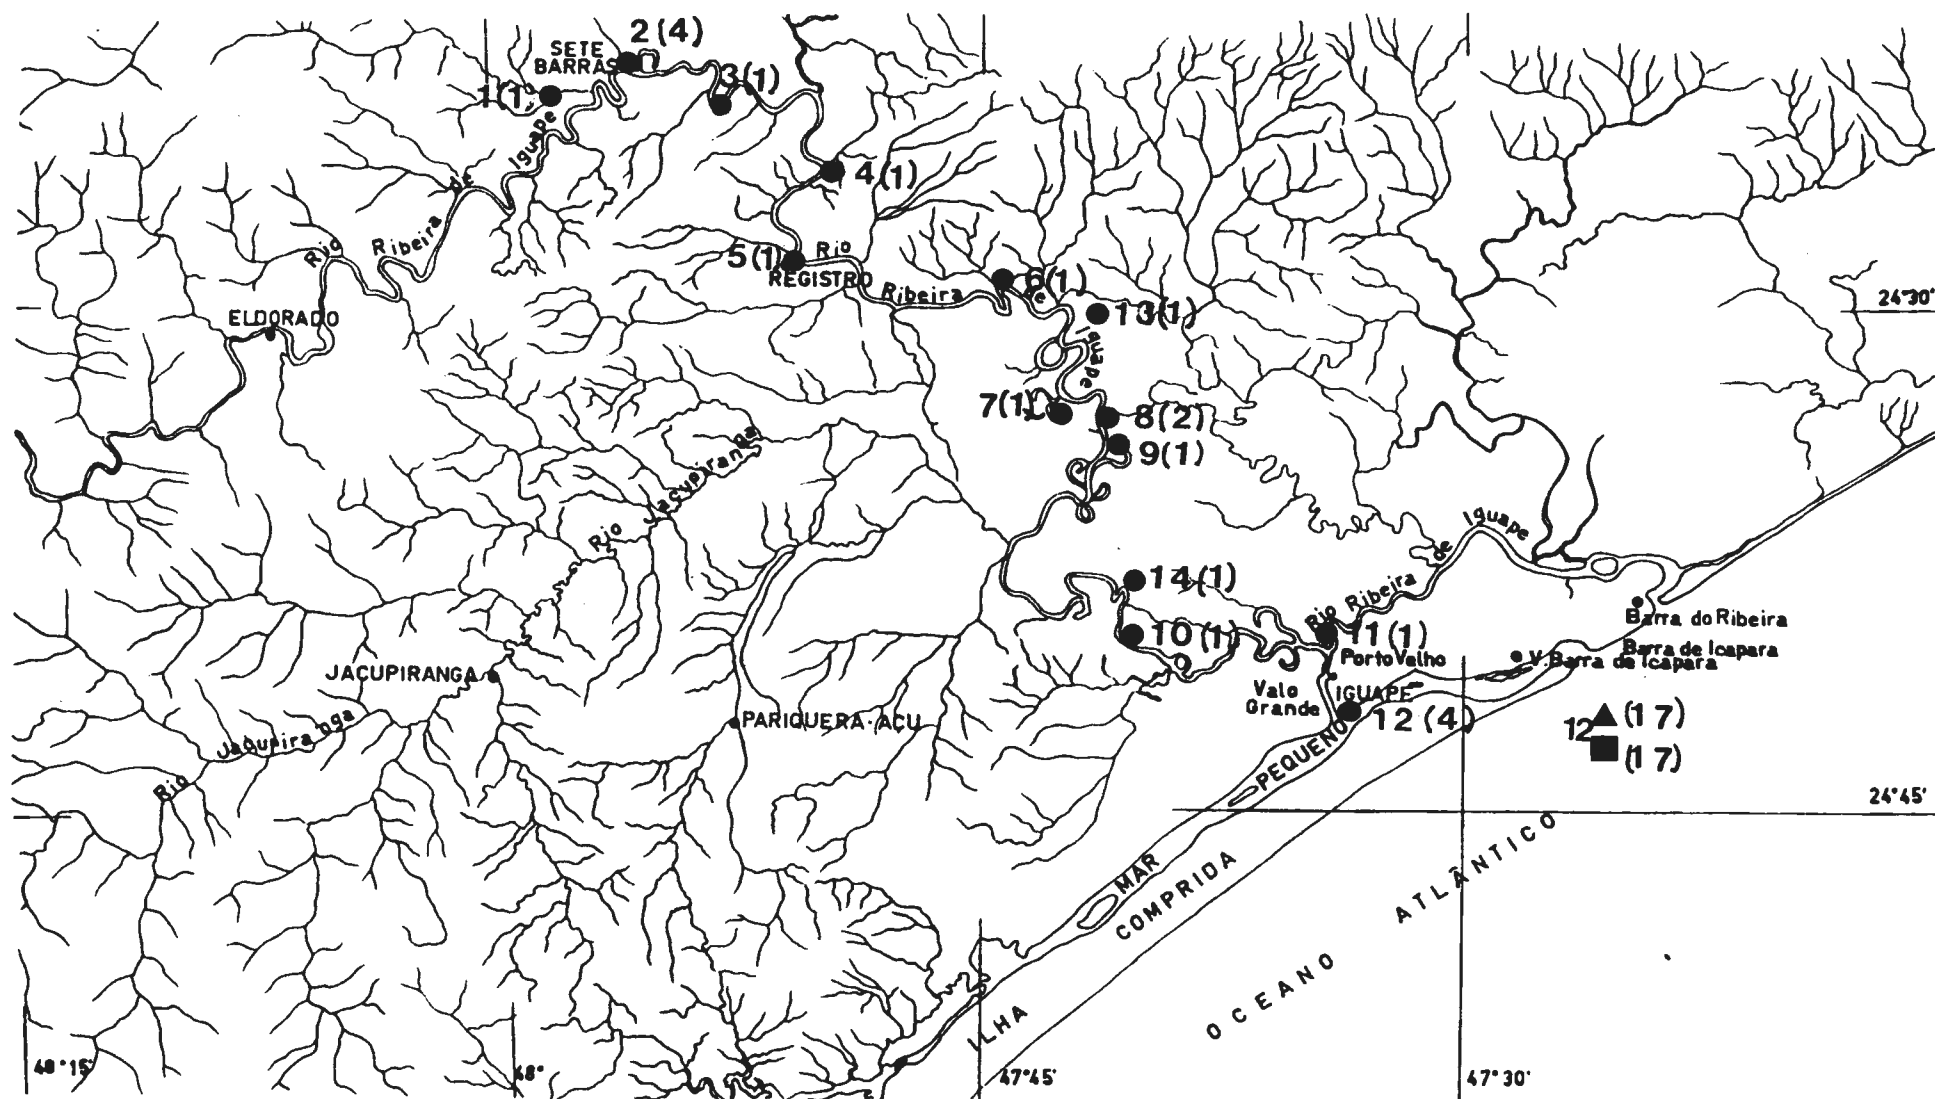 2(4)
SETE
BARRAS
3(1)
1(1)
Rio Ribeira de Iguape
4(1)
5(1)
REGISTRO
Rio Ribeira de Iguape
6(1)
13(1)
24°30'
ELDORADO
7(1)
8(2)
9(1)
Rio Jacupiranga
Rio Ribeira de Iguape
14(1)
10(1)
11(1)
Porto Velho
Barra do Ribeira
Barra de Icapara
V. Barra de Icapara
JACUPIRANGA
Valo
Grande
IGUAPE
12(4)
12
(17)
(17)
PARIQUERA-AÇU
Rio Jacupiranga
24°45'
MAR PEQUENO
ILHA COMPRIDA
OCEANO ATLÂNTICO
48°15'
48°
47°45'
47°30'